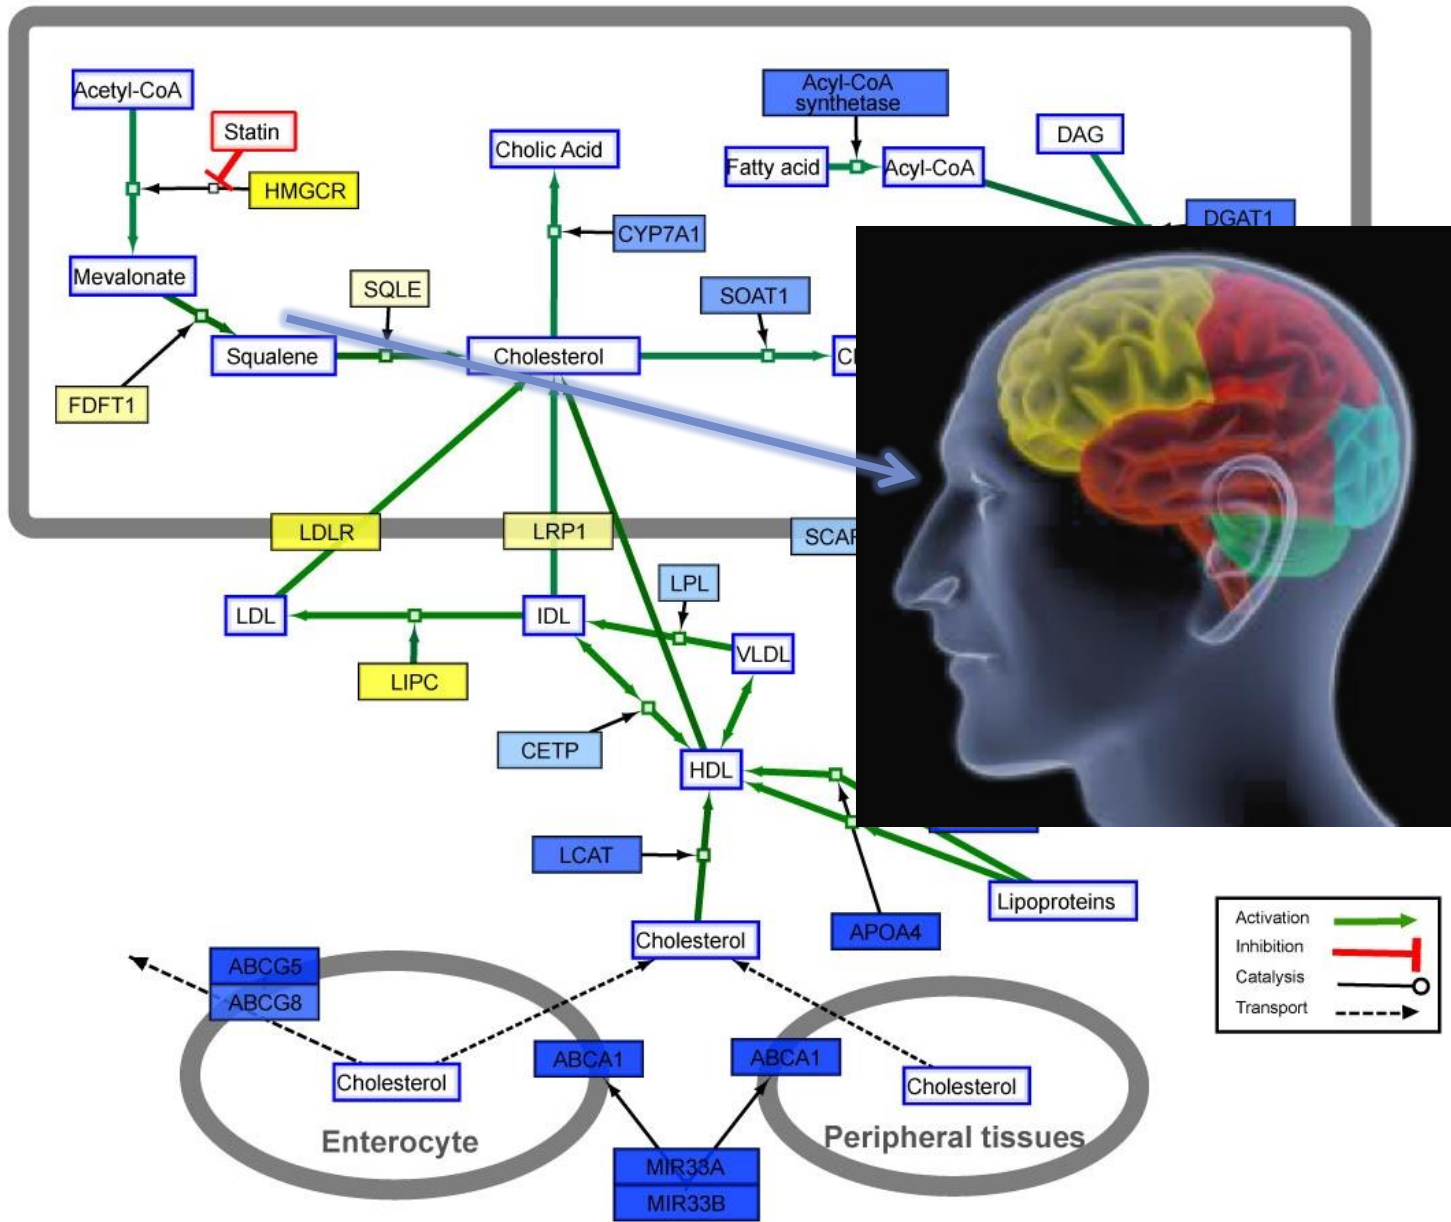 Acetyl-CoA
Statin
HMGCR
Mevalonate
SQLE
Squalene
FDFT1
Cholic Acid
CYP7A1
Cholesterol
Acyl-CoA
synthetase
Fatty acid
Acyl-CoA
DAG
DGAT1
SOAT1
LDLR
LRP1
LDL
IDL
LPL
VLDL
LIPC
CETP
HDL
LCAT
Lipoproteins
APOA4
Cholesterol
ABCG5
ABCG8
Cholesterol
Enterocyte
ABCA1
ABCA1
Cholesterol
Peripheral tissues
MIR33A
MIR33B
Activation
Inhibition
Catalysis
Transport